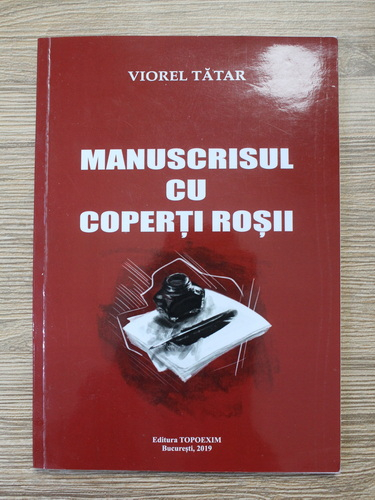 VIOREL TĂTAR
MANUSCRISUL
CU
COPERȚI ROȘII
Editura TOPOEXIM
București, 2019